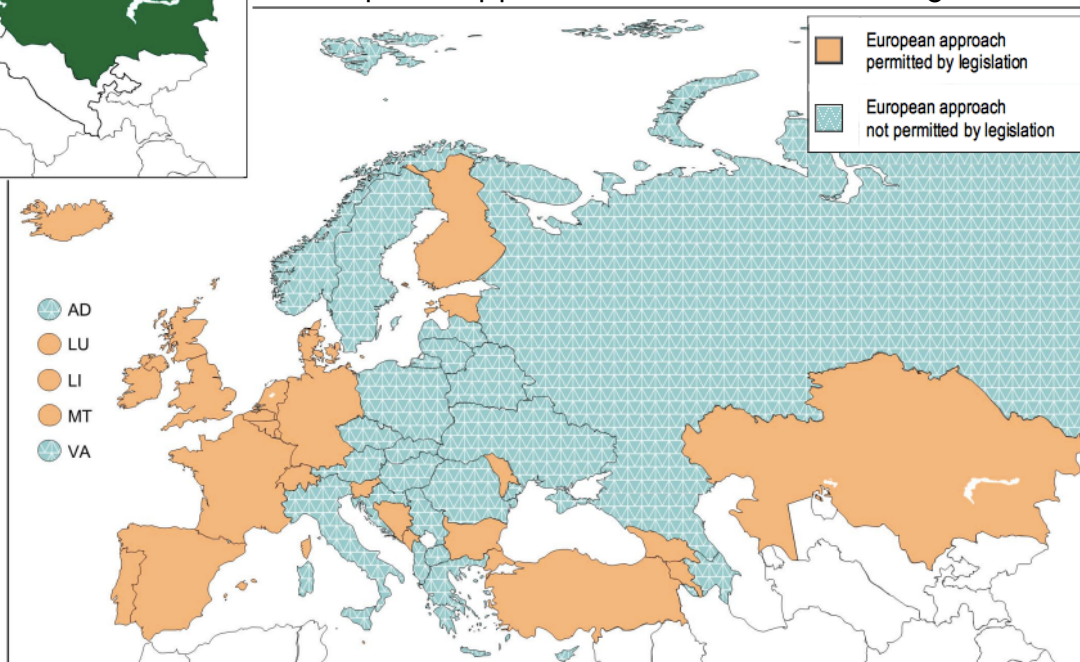 European approach
permitted by legislation
European approach
not permitted by legislation
AD
LU
LI
MT
VA